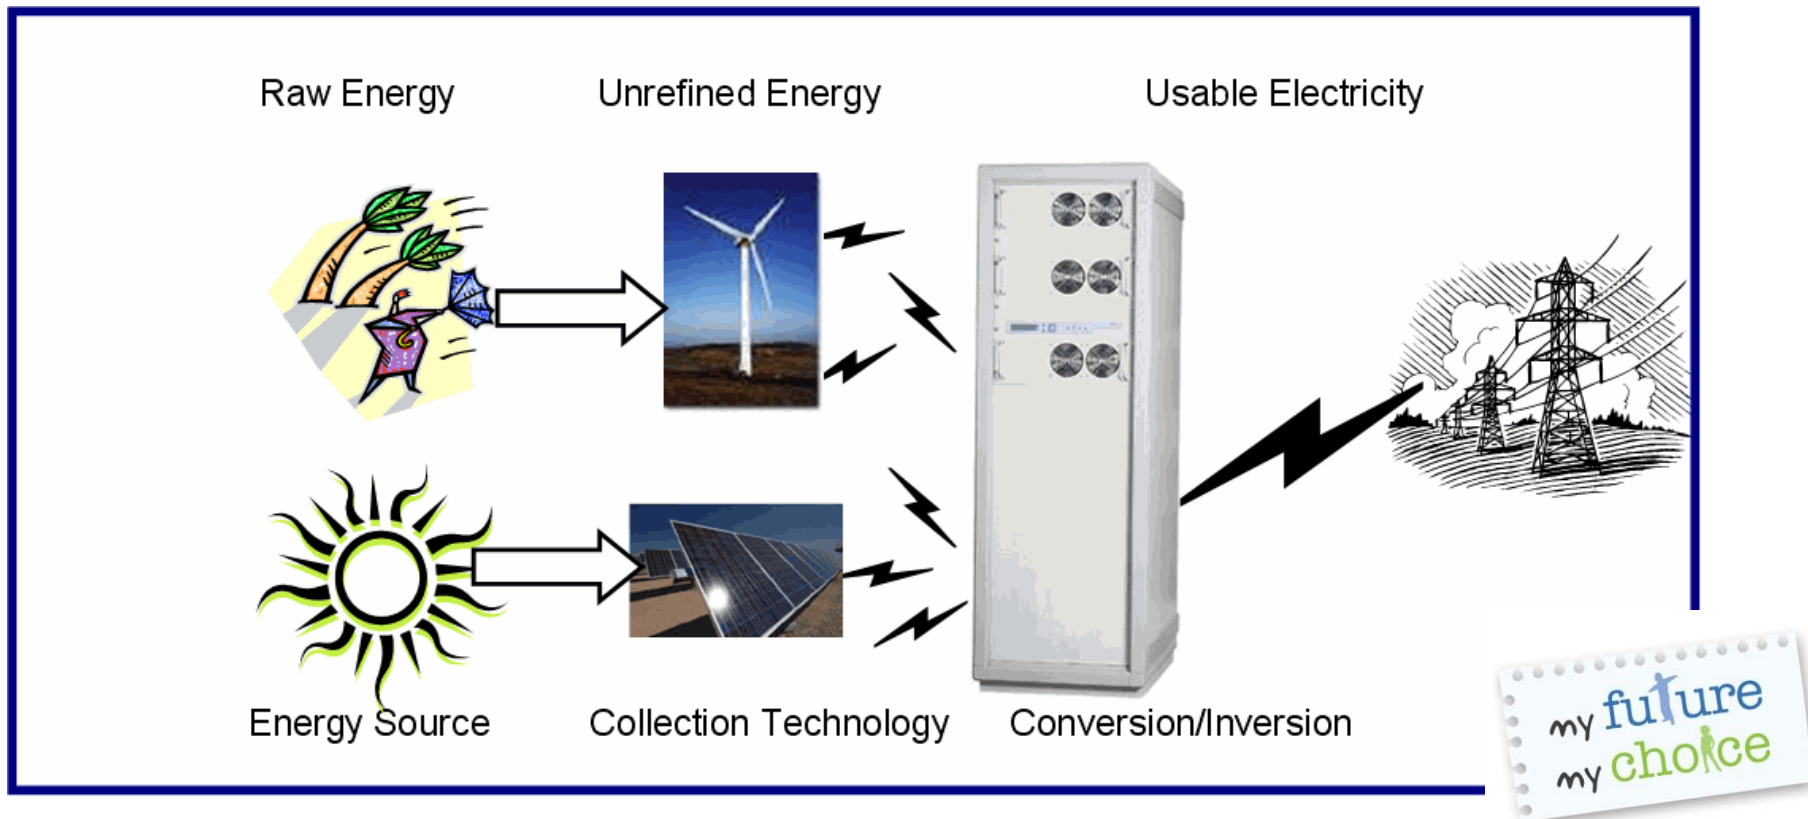 Raw Energy
Unrefined Energy
Usable Electricity
Energy Source
Collection Technology
Conversion/Inversion
my future
my choice